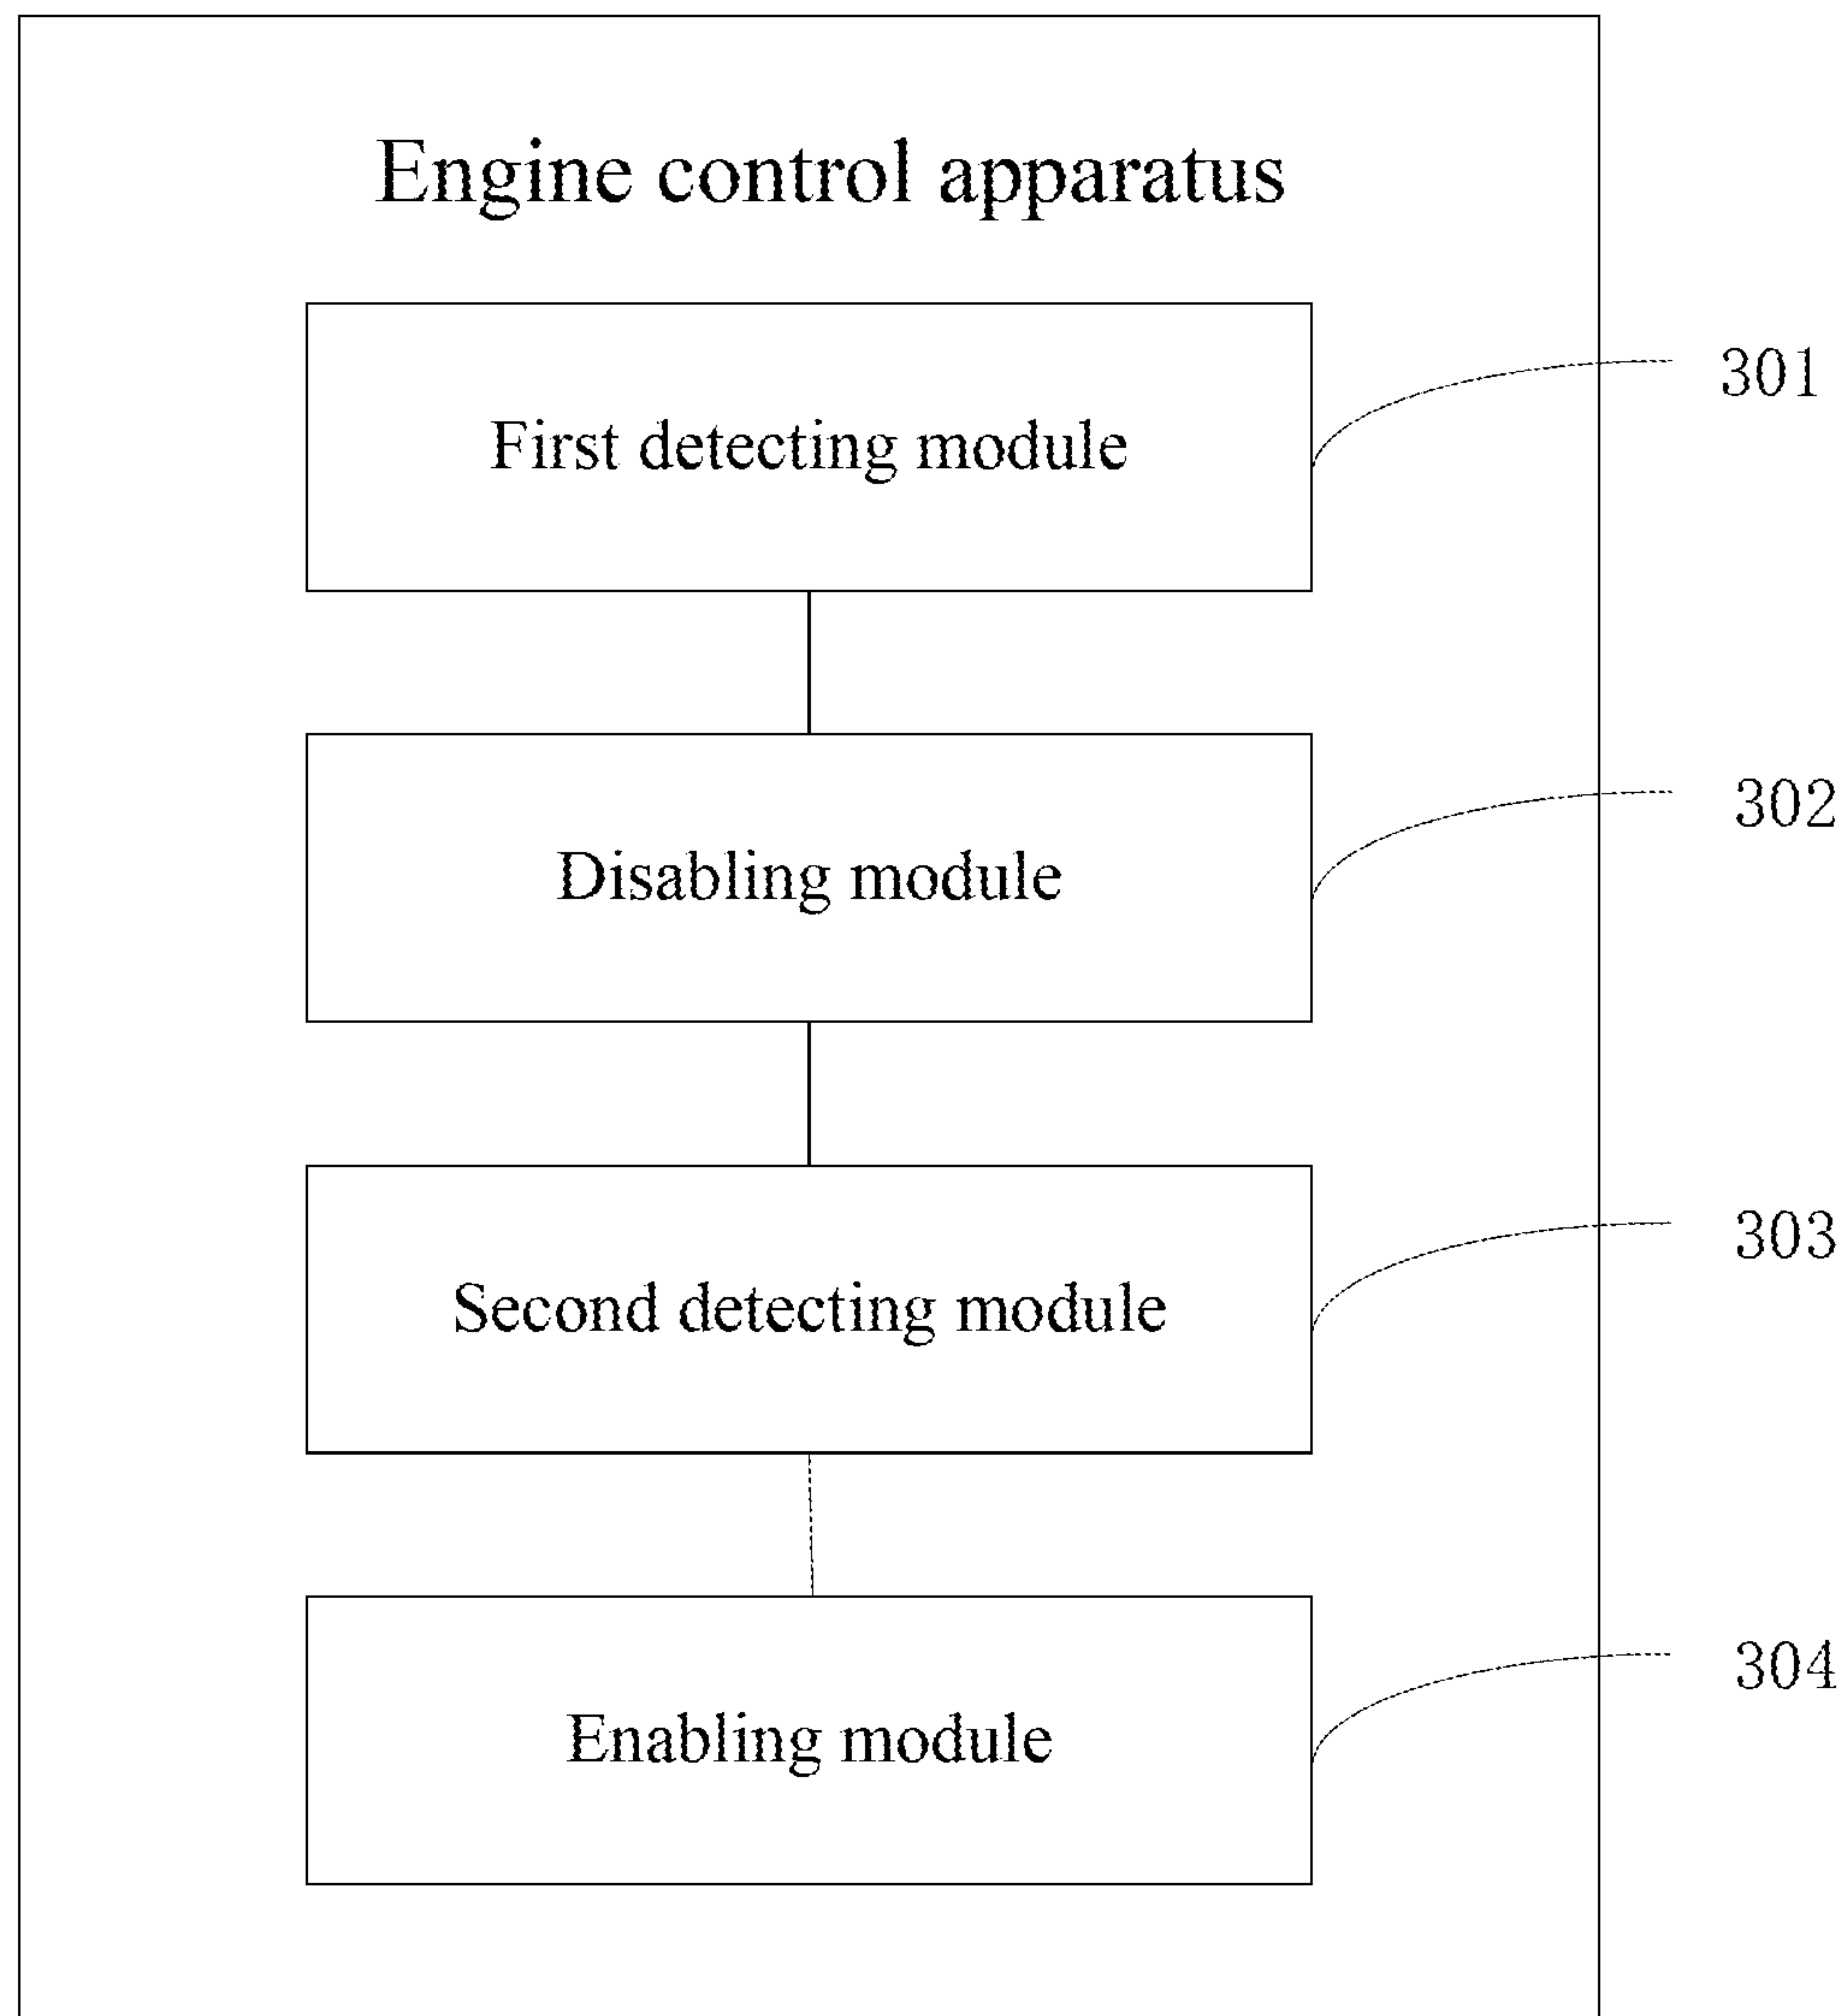 Engine control apparatus
First detecting module
301
Disabling module
302
Second detecting module
303
Enabling module
304